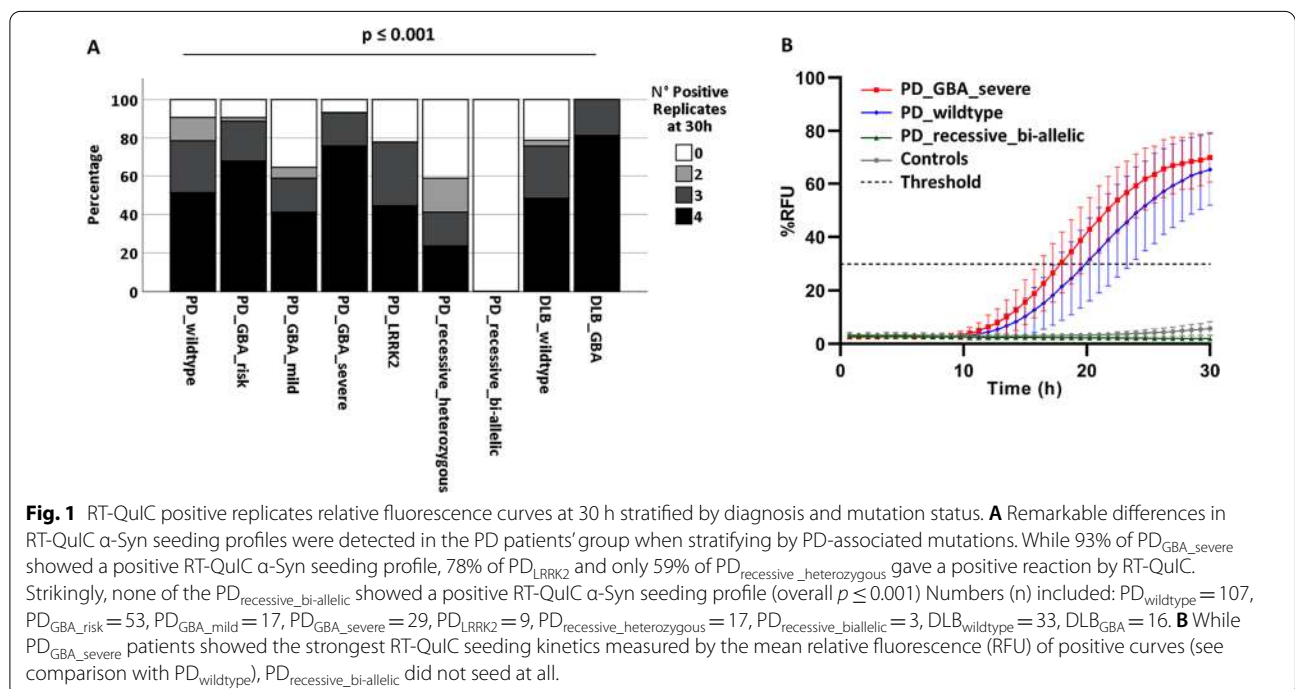 A
p ≤ 0.001
Percentage
100
80
60
40
20
0
PD_wildtype
PD_GBA_risk
PD_GBA_mild
PD_GBA_severe
PD_LRRK2
PD_recessive_heterozygous
PD_recessive_bi-allelic
DLB_wildtype
DLB_GBA
N° Positive
Replicates
at 30h
0
2
3
4
B
%RFU
100
80
60
40
20
0
0
10
20
30
Time (h)
PD_GBA_severe
PD_wildtype
PD_recessive_bi-allelic
Controls
Threshold
Fig. 1 RT-QuIC positive replicates relative fluorescence curves at 30 h stratified by diagnosis and mutation status. A Remarkable differences in
RT-QuIC α-Syn seeding profiles were detected in the PD patients' group when stratifying by PD-associated mutations. While 93% of PDGBA_severe
showed a positive RT-QuIC α-Syn seeding profile, 78% of PDLRRK2 and only 59% of PDrecessive _heterozygous gave a positive reaction by RT-QuIC.
Strikingly, none of the PDrecessive_bi-allelic showed a positive RT-QuIC α-Syn seeding profile (overall p ≤ 0.001) Numbers (n) included: PDwildtype = 107,
PDGBA_risk = 53, PDGBA_mild = 17, PDGBA_severe = 29, PDLRRK2 = 9, PDrecessive_heterozygous = 17, PDrecessive_biallelic = 3, DLBwildtype = 33, DLBGBA = 16. B While
PDGBA_severe patients showed the strongest RT-QuIC seeding kinetics measured by the mean relative fluorescence (RFU) of positive curves (see
comparison with PDwildtype), PDrecessive_bi-allelic did not seed at all.